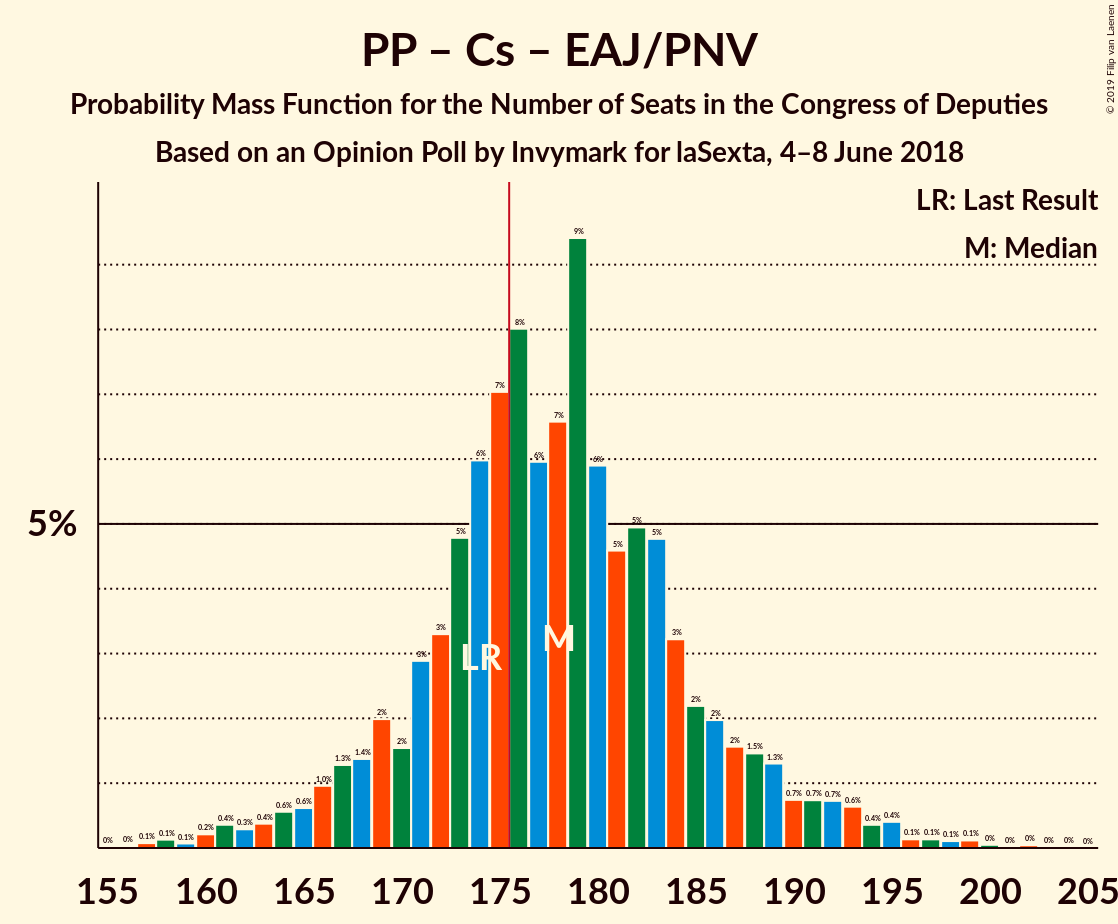 PP – Cs – EAJ/PNV
Probability Mass Function for the Number of Seats in the Congress of Deputies
Based on an Opinion Poll by Invymark for laSexta, 4–8 June 2018
© 2019 Filip van Laenen
LR: Last Result
M: Median
5%
0% 0% 0.1% 0.1% 0.1% 0.2% 0.4% 0.3% 0.4% 0.6% 0.6% 1.0% 1.3% 1.4% 2% 2% 3% 3% 5% 6% 7% 8% 6% 7% 9% 6% 5% 5% 5% 3% 2% 2% 2% 1.5% 1.3% 0.7% 0.7% 0.7% 0.6% 0.4% 0.4% 0.1% 0.1% 0.1% 0.1% 0% 0% 0% 0% 0% 0%
LR M
155 160 165 170 175 180 185 190 195 200 205